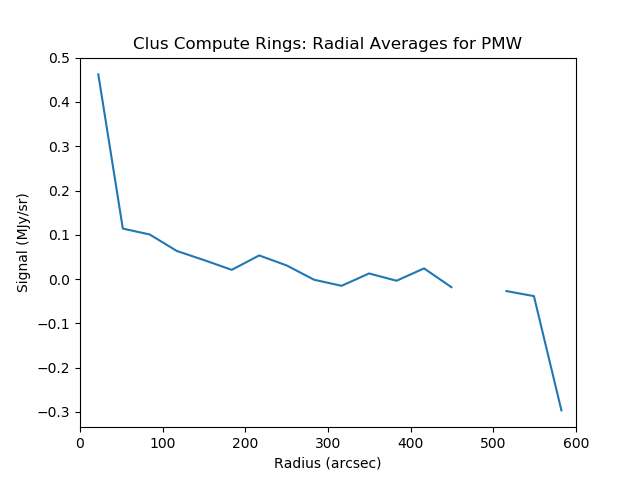 Clus Compute Rings: Radial Averages for PMW
0.5
0.4
0.3
0.2
0.1
0.0
−0.1
−0.2
−0.3
Signal (MJy/sr)
0 100 200 300 400 500 600
Radius (arcsec)